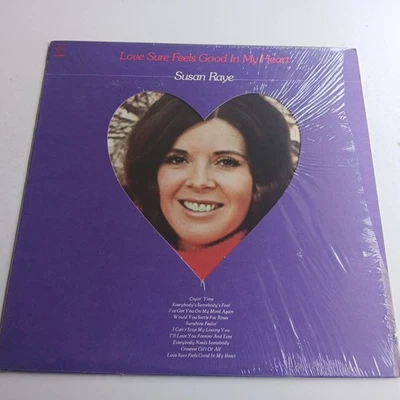 Love Sure Feels Good In My Heart
Susan Raye
Cryin' Time
Everybody's Somebody's Fool
I've Got You On My Mind Again
Would You Settle For Roses
Sunshine Feelin'
I Can't Stop My Loving You
I'll Love You Forever And Ever
Everybody Needs Somebody
Greatest Gift Of All
Love Sure Feels Good In My Heart